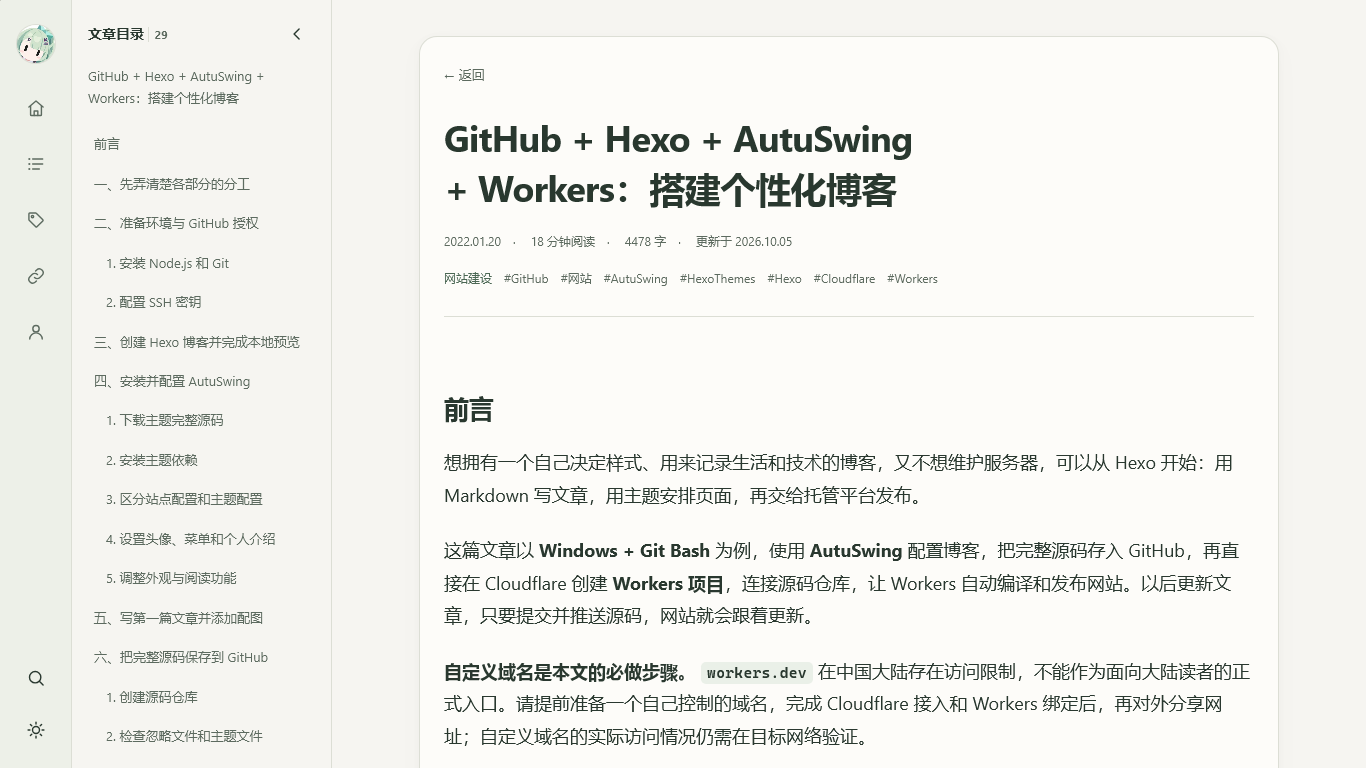 文章目录 29
GitHub + Hexo + AutuSwing +
Workers：搭建个性化博客
前言
一、先弄清楚各部分的分工
二、准备环境与 GitHub 授权
1. 安装 Node.js 和 Git
2. 配置 SSH 密钥
三、创建 Hexo 博客并完成本地预览
四、安装并配置 AutuSwing
1. 下载主题完整源码
2. 安装主题依赖
3. 区分站点配置和主题配置
4. 设置头像、菜单和个人介绍
5. 调整外观与阅读功能
五、写第一篇文章并添加配图
六、把完整源码保存到 GitHub
1. 创建源码仓库
2. 检查忽略文件和主题文件
← 返回
GitHub + Hexo + AutuSwing
+ Workers：搭建个性化博客
2022.01.20 · 18 分钟阅读 · 4478 字 · 更新于 2026.10.05
网站建设 #GitHub #网站 #AutuSwing #HexoThemes #Hexo #Cloudflare #Workers
前言
想拥有一个自己决定样式、用来记录生活和技术的博客，又不想维护服务器，可以从 Hexo 开始：用
Markdown 写文章，用主题安排页面，再交给托管平台发布。
这篇文章以 Windows + Git Bash 为例，使用 AutuSwing 配置博客，把完整源码存入 GitHub，再直
接在 Cloudflare 创建 Workers 项目，连接源码仓库，让 Workers 自动编译和发布网站。以后更新文
章，只要提交并推送源码，网站就会跟着更新。
自定义域名是本文的必做步骤。 workers.dev 在中国大陆存在访问限制，不能作为面向大陆读者的正
式入口。请提前准备一个自己控制的域名，完成 Cloudflare 接入和 Workers 绑定后，再对外分享网
址；自定义域名的实际访问情况仍需在目标网络验证。